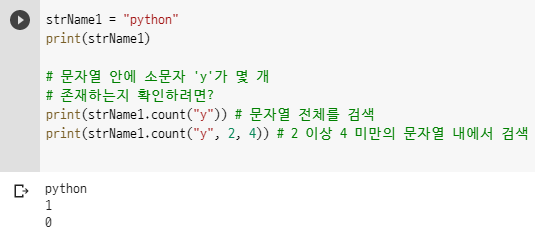 strName1 = "python"
print(strName1)
# 문자열 안에 소문자 'y'가 몇 개
# 존재하는지 확인하려면?
print(strName1.count("y")) # 문자열 전체를 검색
print(strName1.count("y", 2, 4)) # 2 이상 4 미만의 문자열 내에서 검색
python
1
0